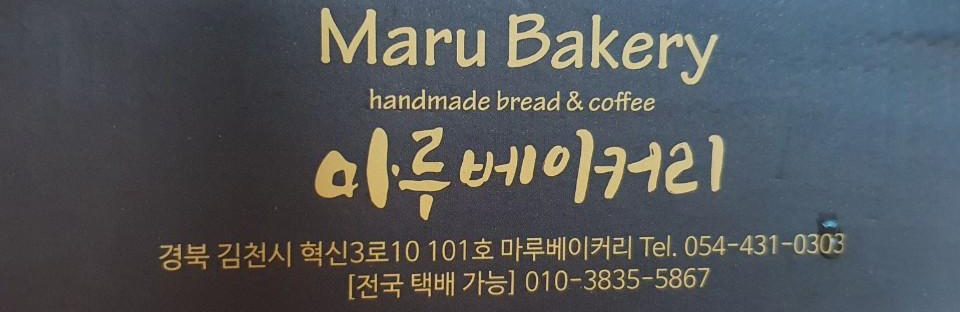 Maru Bakery
handmade bread & coffee
마루베이커리
경북 김천시 혁신3로10 101호 마루베이커리 Tel. 054-431-0303
[전국 택배 가능] 010-3835-5867